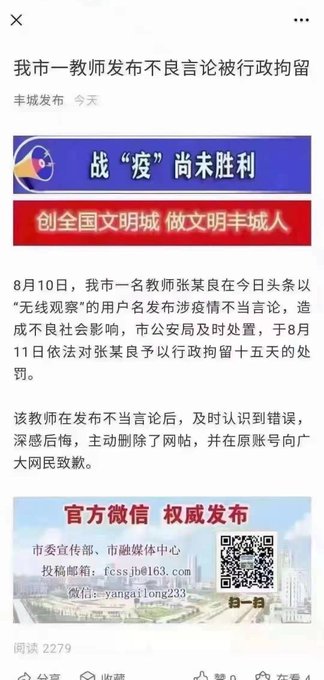 我市一教师发布不良言论被行政拘留
丰城发布 今天
战“疫”尚未胜利
创全国文明城 做文明丰城人
8月10日，我市一名教师张某良在今日头条以
“无线观察”的用户名发布涉疫情不当言论，造
成不良社会影响，市公安局及时处置，于8月
11日依法对张某良予以行政拘留十五天的处
罚。
该教师在发布不当言论后，及时认识到错误，
深感后悔，主动删除了网帖，并在原账号向广
大网民致歉。
官方微信 权威发布
市委宣传部、市融媒体中心
投稿邮箱：fcssjb@163.com
微信：yangailong233
扫一扫
阅读 2279
分享 收藏 赞 9 在看 4